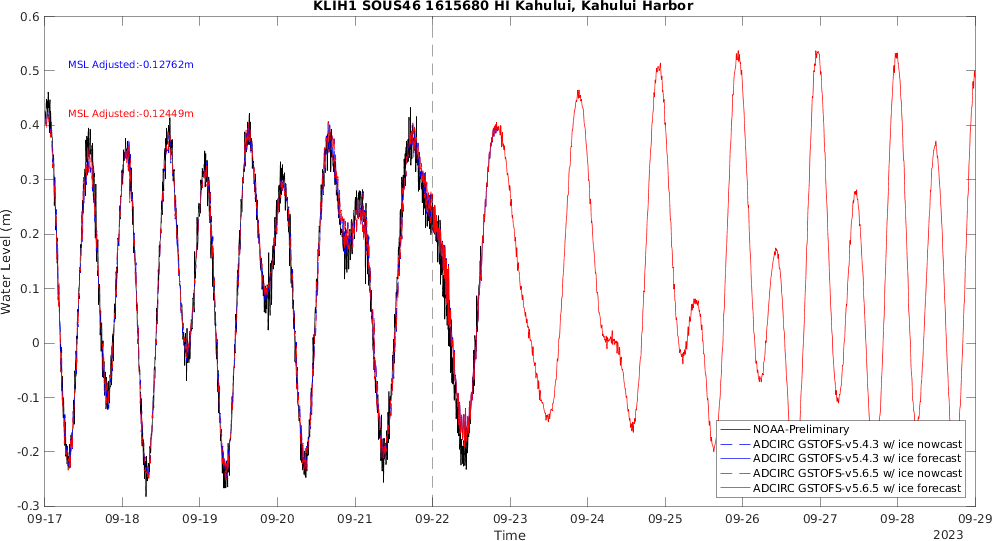 KLIH1 SOUS46 1615680 HI Kahului, Kahului Harbor
MSL Adjusted:-0.12762m
MSL Adjusted:-0.12449m
Water Level (m)
0.6
0.5
0.4
0.3
0.2
0.1
0
-0.1
-0.2
-0.3
NOAA-Preliminary
ADCIRC GSTOFS-v5.4.3 w/ ice nowcast
ADCIRC GSTOFS-v5.4.3 w/ ice forecast
ADCIRC GSTOFS-v5.6.5 w/ ice nowcast
ADCIRC GSTOFS-v5.6.5 w/ ice forecast
09-17 09-18 09-19 09-20 09-21 09-22 09-23 09-24 09-25 09-26 09-27 09-28 09-29
Time
2023